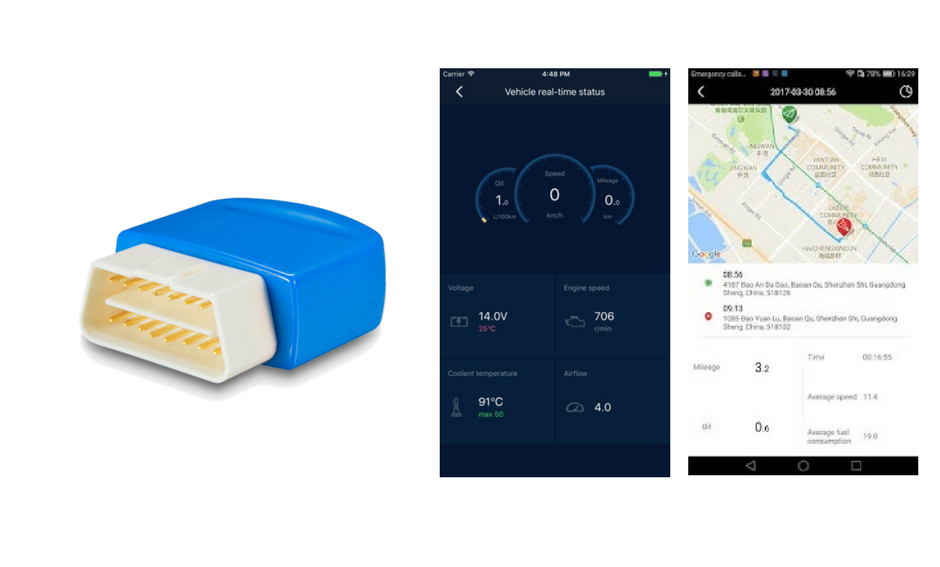 Carrier
4:48 PM
Vehicle real-time status
Oil
1.0
L/100km
Speed
0
km/h
Mileage
0.0
km
Voltage
14.0V
25°C
Engine speed
706
r/min
Coolant temperature
91°C
max 50
Airflow
4.0
Emergency calls...
78%
16:29
2017-03-30 08:56
YANTIAN
COMMUNITY
HEXI
COMMUNITY
LABOR
COMMUNITY
HAICHENGXINCUN
Google
08:56
4187 Bao An Da Dao, Baoan Qu, Shenzhen Shi, Guangdong
Sheng, China, 518126
09:13
1085 Bao Yuan Lu, Baoan Qu, Shenzhen Shi, Guangdong
Sheng, China, 518102
Mileage
3.2
Time
00:16:55
Average speed
11.4
Oil
0.6
Average fuel
consumption
19.0